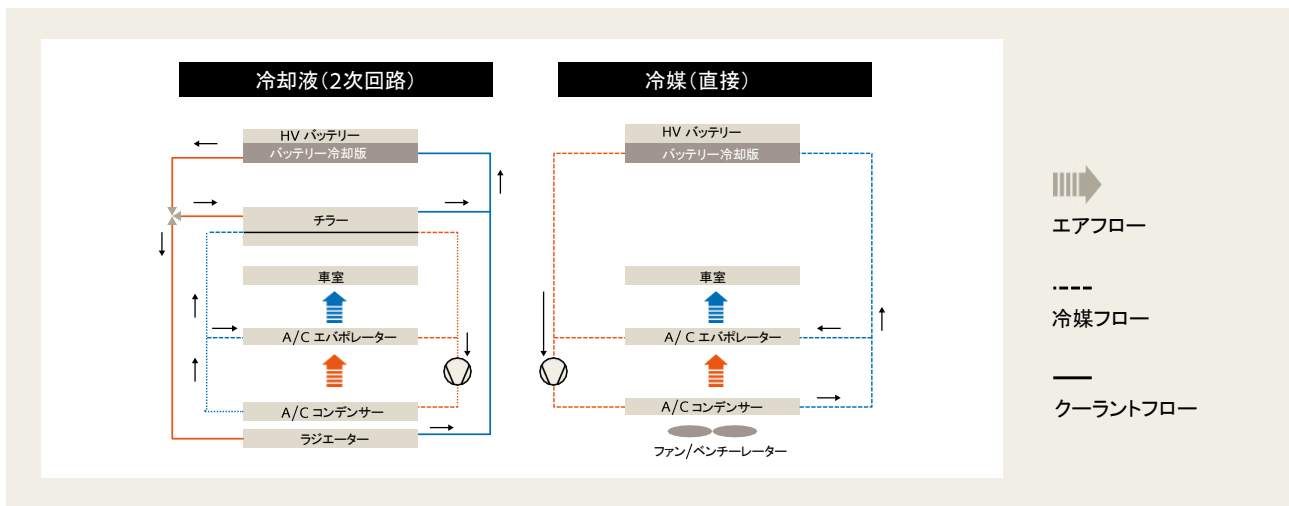 冷却液（2次回路）
HV バッテリー
バッテリー冷却版
チラー
車室
A/C エバポレーター
A/C コンデンサー
ラジエーター
冷媒（直接）
HV バッテリー
バッテリー冷却版
車室
A/C エバポレーター
A/C コンデンサー
ファン/ベンチーレーター
エアフロー
冷媒フロー
クーラントフロー